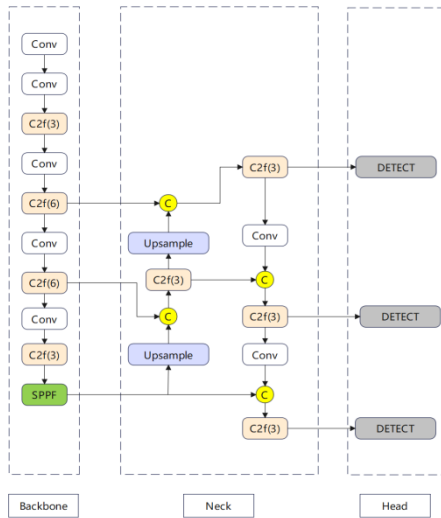 Conv
Conv
C2f(3)
Conv
C2f(6)
Conv
C2f(6)
Conv
C2f(3)
SPPF
C
Upsample
C2f(3)
C
Upsample
C2f(3)
Conv
C
C2f(3)
Conv
C
C2f(3)
DETECT
DETECT
DETECT
Backbone
Neck
Head